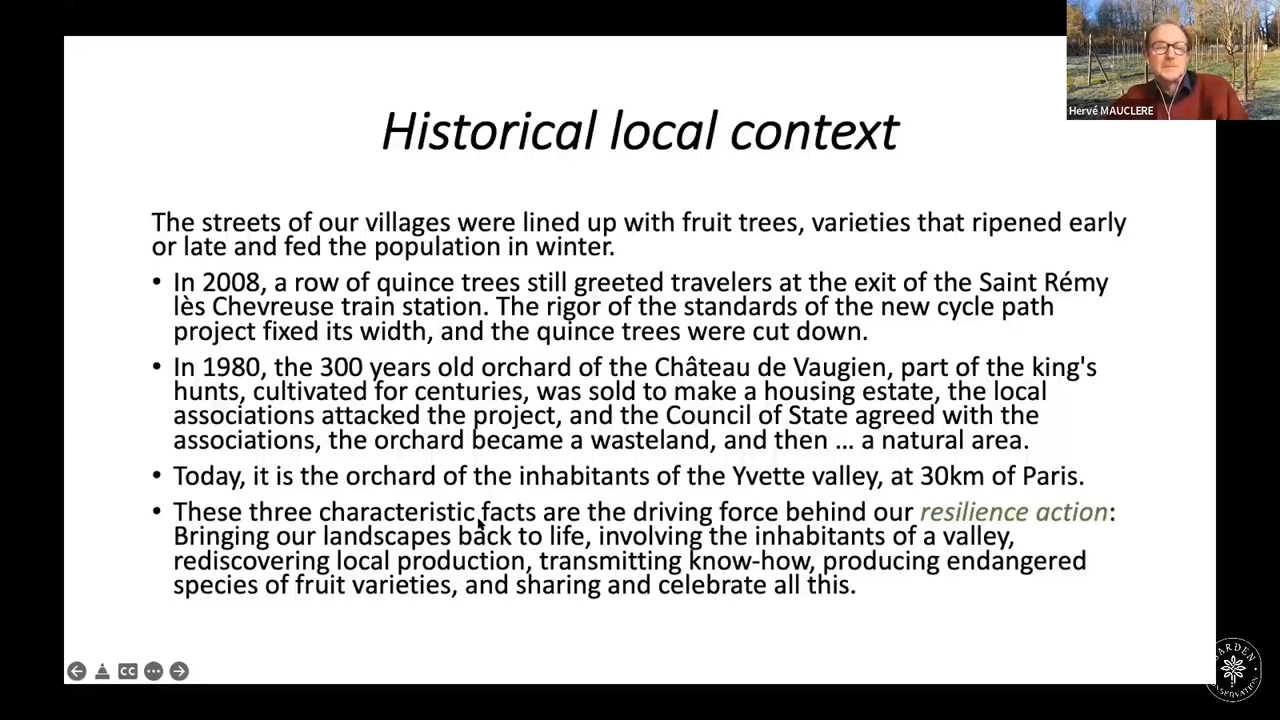 Hervé MAUCLERE
Historical local context
The streets of our villages were lined up with fruit trees, varieties that ripened early
or late and fed the population in winter.
• In 2008, a row of quince trees still greeted travelers at the exit of the Saint Rémy
lès Chevreuse train station. The rigor of the standards of the new cycle path
project fixed its width, and the quince trees were cut down.
• In 1980, the 300 years old orchard of the Château de Vaugien, part of the king's
hunts, cultivated for centuries, was sold to make a housing estate, the local
associations attacked the project, and the Council of State agreed with the
associations, the orchard became a wasteland, and then … a natural area.
• Today, it is the orchard of the inhabitants of the Yvette valley, at 30km of Paris.
• These three characteristic facts are the driving force behind our resilience action:
Bringing our landscapes back to life, involving the inhabitants of a valley,
rediscovering local production, transmitting know-how, producing endangered
species of fruit varieties, and sharing and celebrate all this.
CC